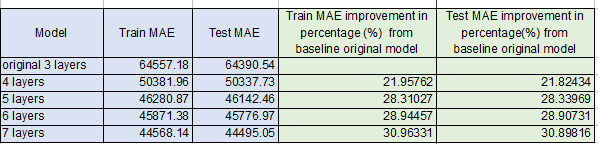 Model Train MAE Test MAE Train MAE improvement in percentage(%) from baseline original model Test MAE improvement in percentage(%) from baseline original model
original 3 layers 64557.18 64390.54
4 layers 50381.96 50337.73 21.95762 21.82434
5 layers 46280.87 46142.46 28.31027 28.33969
6 layers 45871.38 45776.97 28.94457 28.90731
7 layers 44568.14 44495.05 30.96331 30.89816